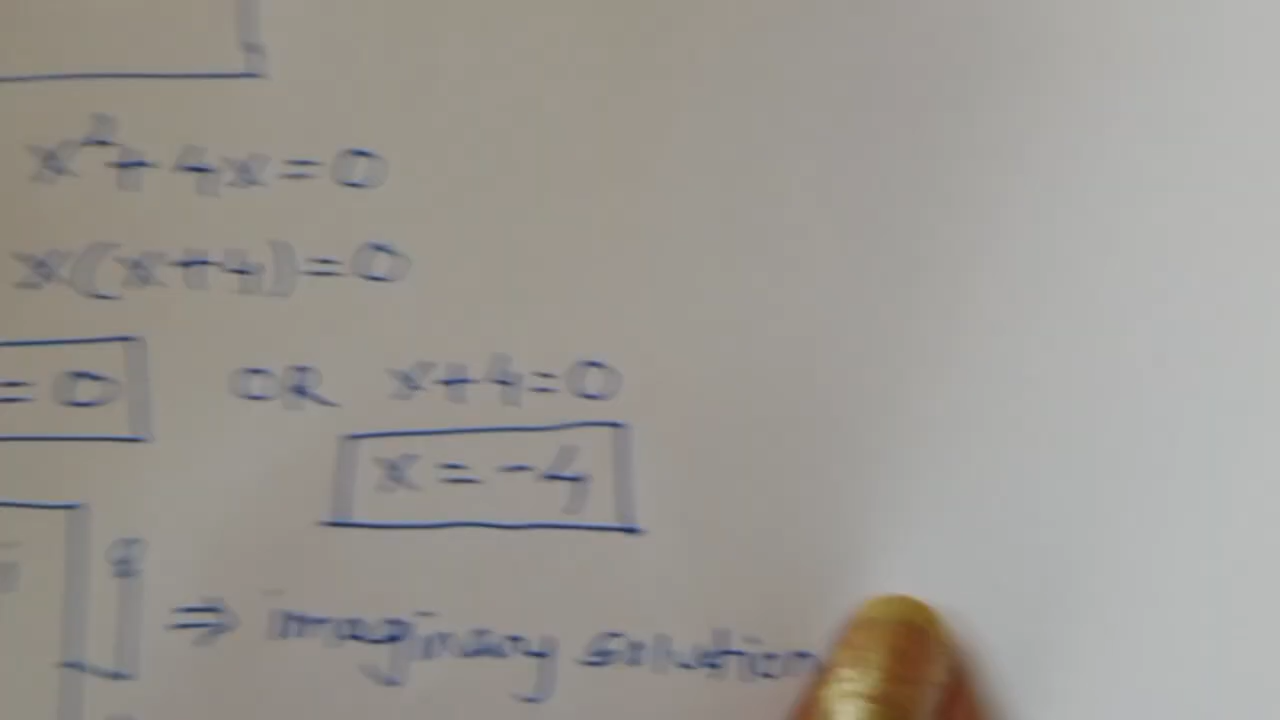 x² + 4x = 0
x(x+4) = 0
= 0 OR x+4=0
x = -4
⇒ imaginary solution